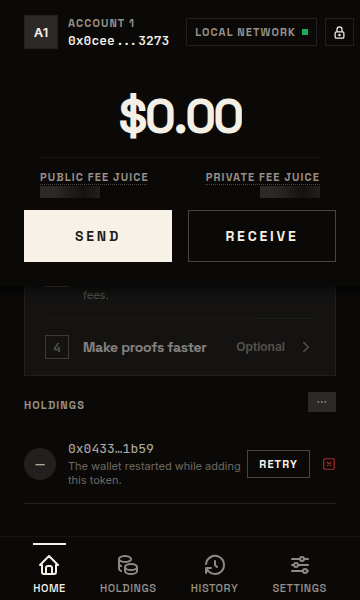 A1
ACCOUNT 1
0x0cee...3273
LOCAL NETWORK
$0.00
PUBLIC FEE JUICE
PRIVATE FEE JUICE
SEND
RECEIVE
fees.
4
Make proofs faster
Optional
HOLDINGS
...
0x0433…1b59
The wallet restarted while adding
this token.
RETRY
HOME
HOLDINGS
HISTORY
SETTINGS